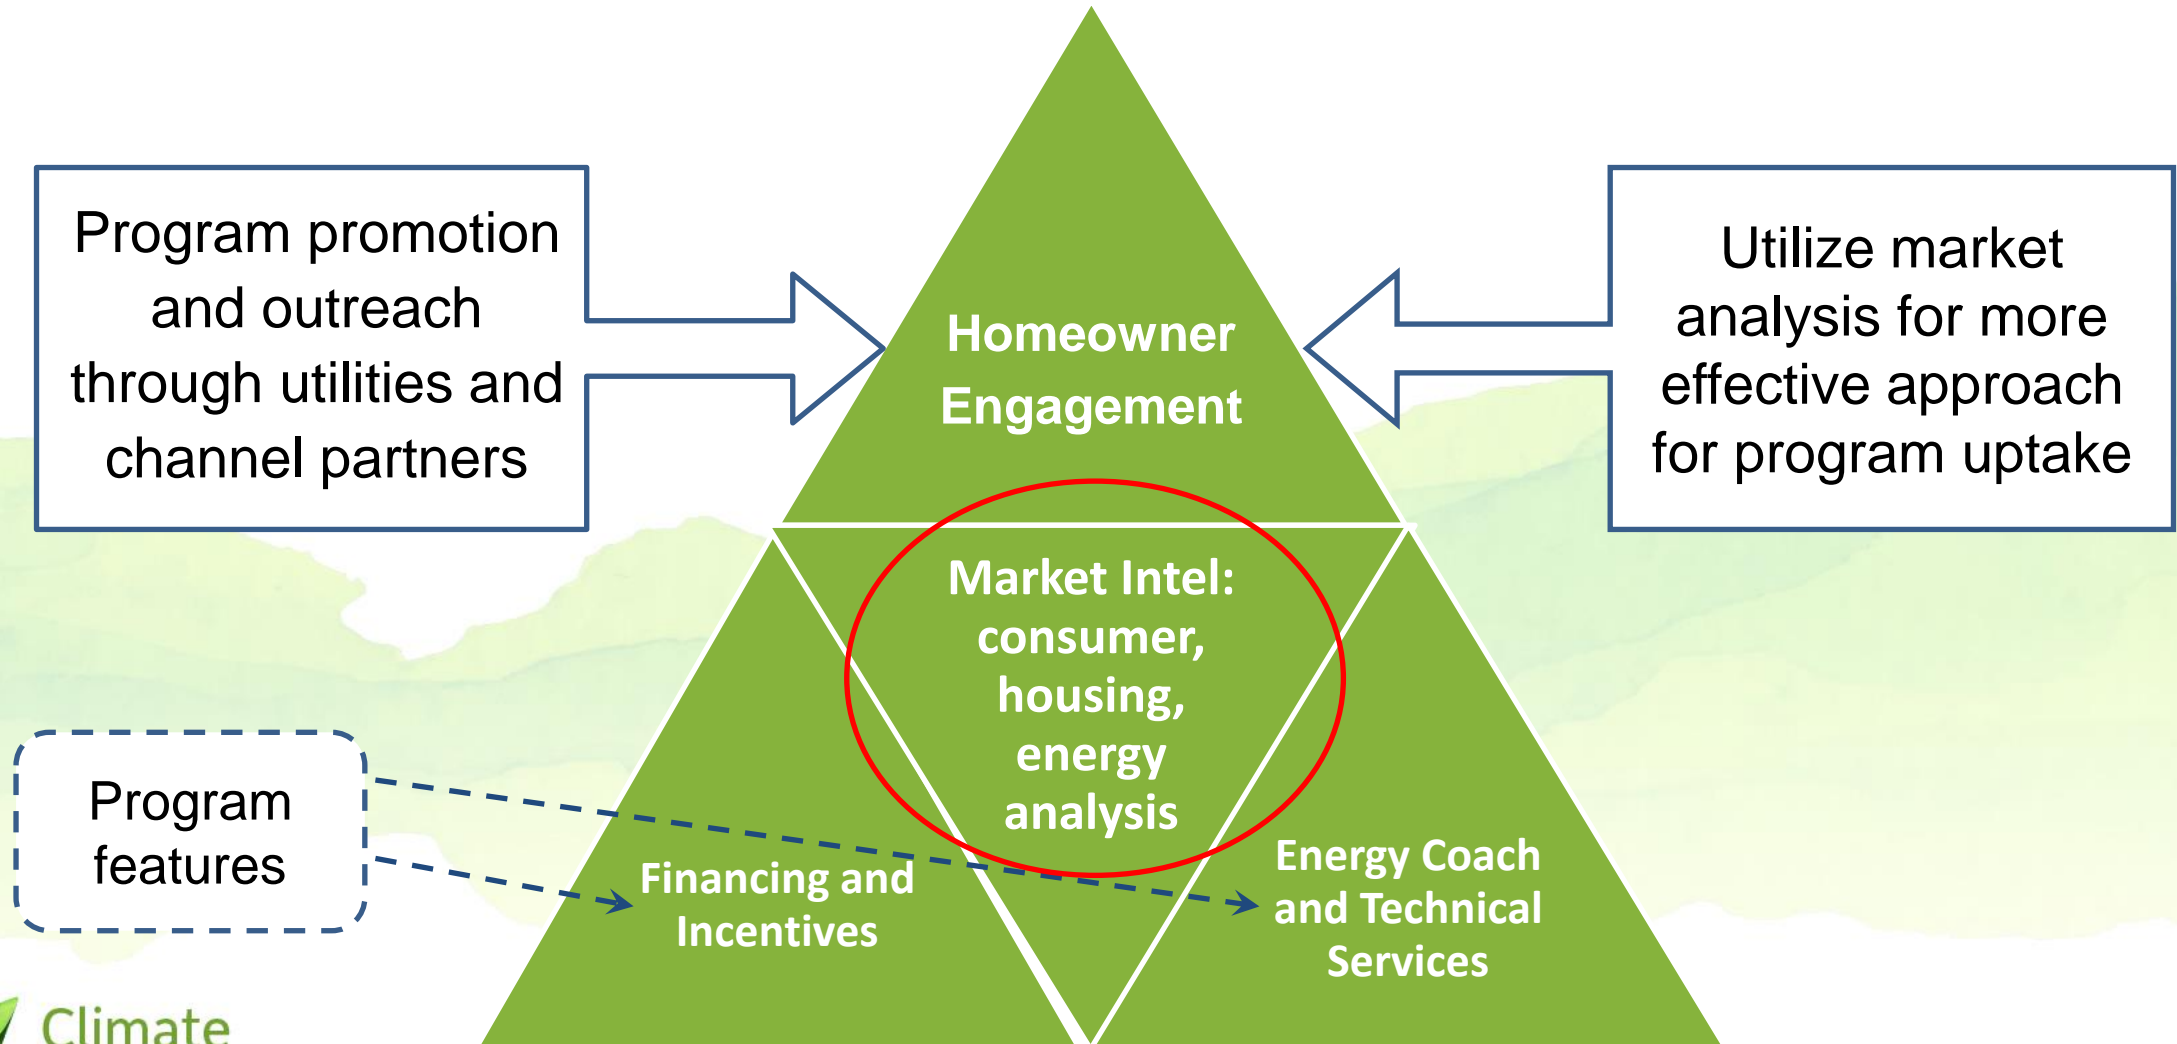 Program promotion
and outreach
through utilities and
channel partners
Homeowner
Engagement
Utilize market
analysis for more
effective approach
for program uptake
Market Intel:
consumer,
housing,
energy
analysis
Program
features
Financing and
Incentives
Energy Coach
and Technical
Services
Climate